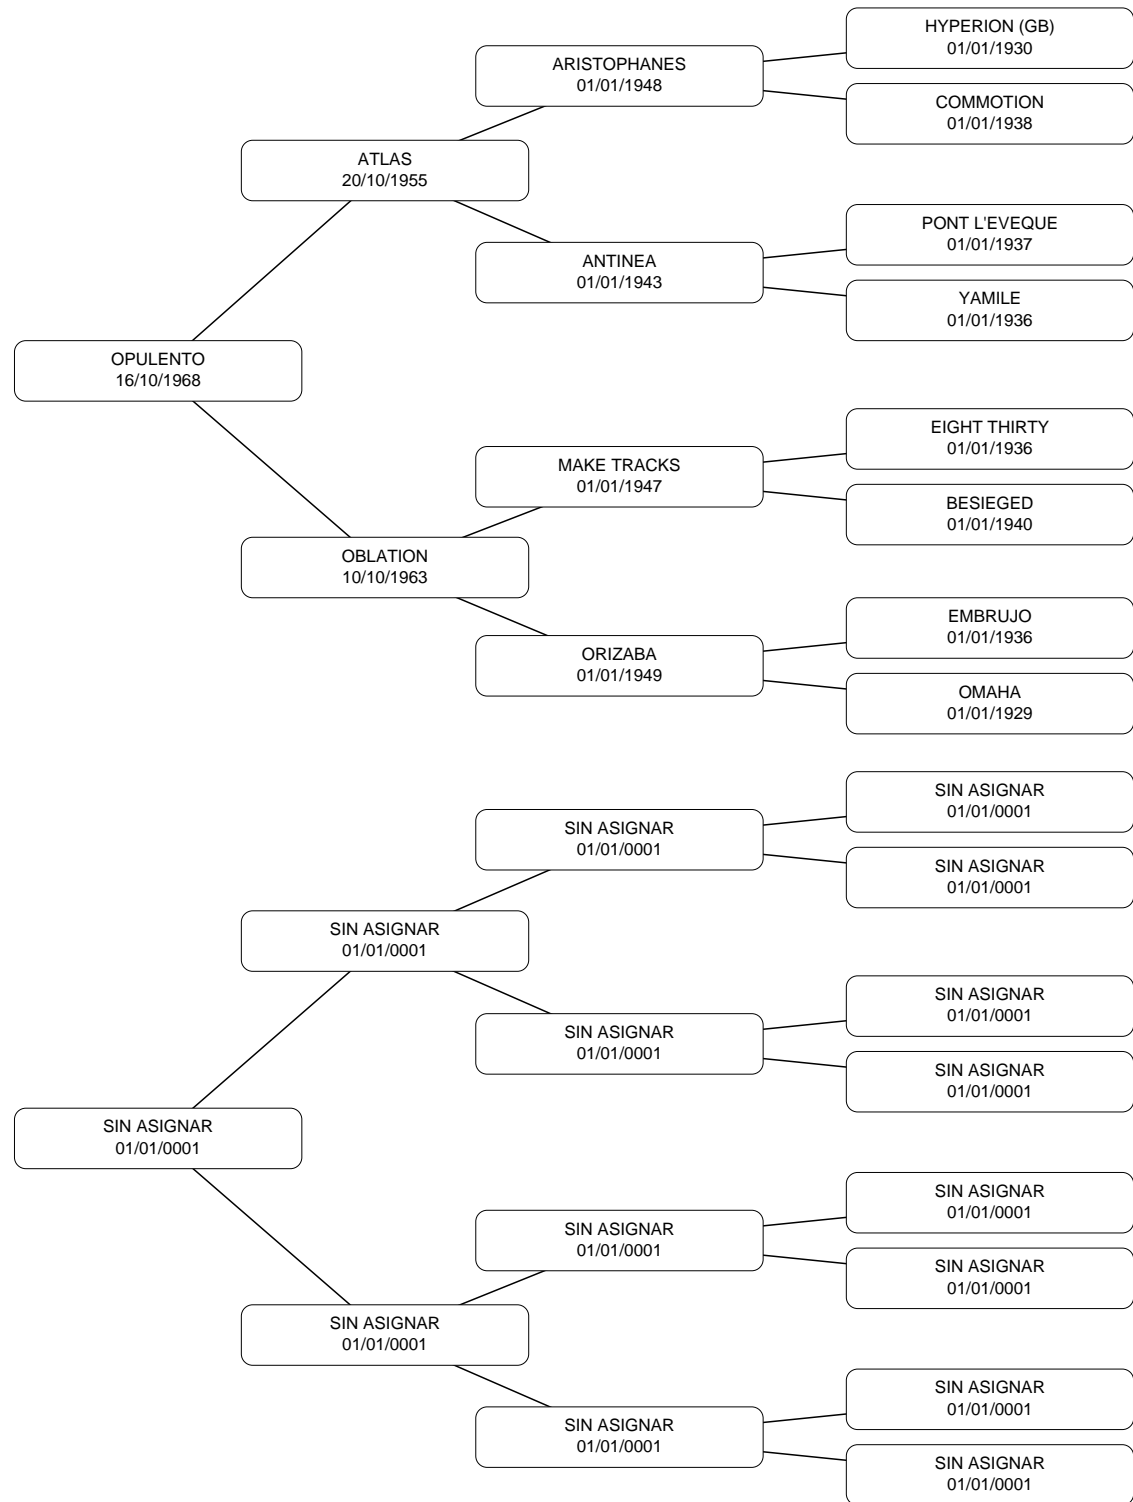 HYPERION (GB)
01/01/1930
ARISTOPHANES
01/01/1948
COMMOTION
01/01/1938
ATLAS
20/10/1955
PONT L'EVEQUE
01/01/1937
ANTINEA
01/01/1943
YAMILE
01/01/1936
OPULENTO
16/10/1968
EIGHT THIRTY
01/01/1936
MAKE TRACKS
01/01/1947
BESIEGED
01/01/1940
OBLATION
10/10/1963
EMBRUJO
01/01/1936
ORIZABA
01/01/1949
OMAHA
01/01/1929
SIN ASIGNAR
01/01/0001
SIN ASIGNAR
01/01/0001
SIN ASIGNAR
01/01/0001
SIN ASIGNAR
01/01/0001
SIN ASIGNAR
01/01/0001
SIN ASIGNAR
01/01/0001
SIN ASIGNAR
01/01/0001
SIN ASIGNAR
01/01/0001
SIN ASIGNAR
01/01/0001
SIN ASIGNAR
01/01/0001
SIN ASIGNAR
01/01/0001
SIN ASIGNAR
01/01/0001
SIN ASIGNAR
01/01/0001
SIN ASIGNAR
01/01/0001
SIN ASIGNAR
01/01/0001